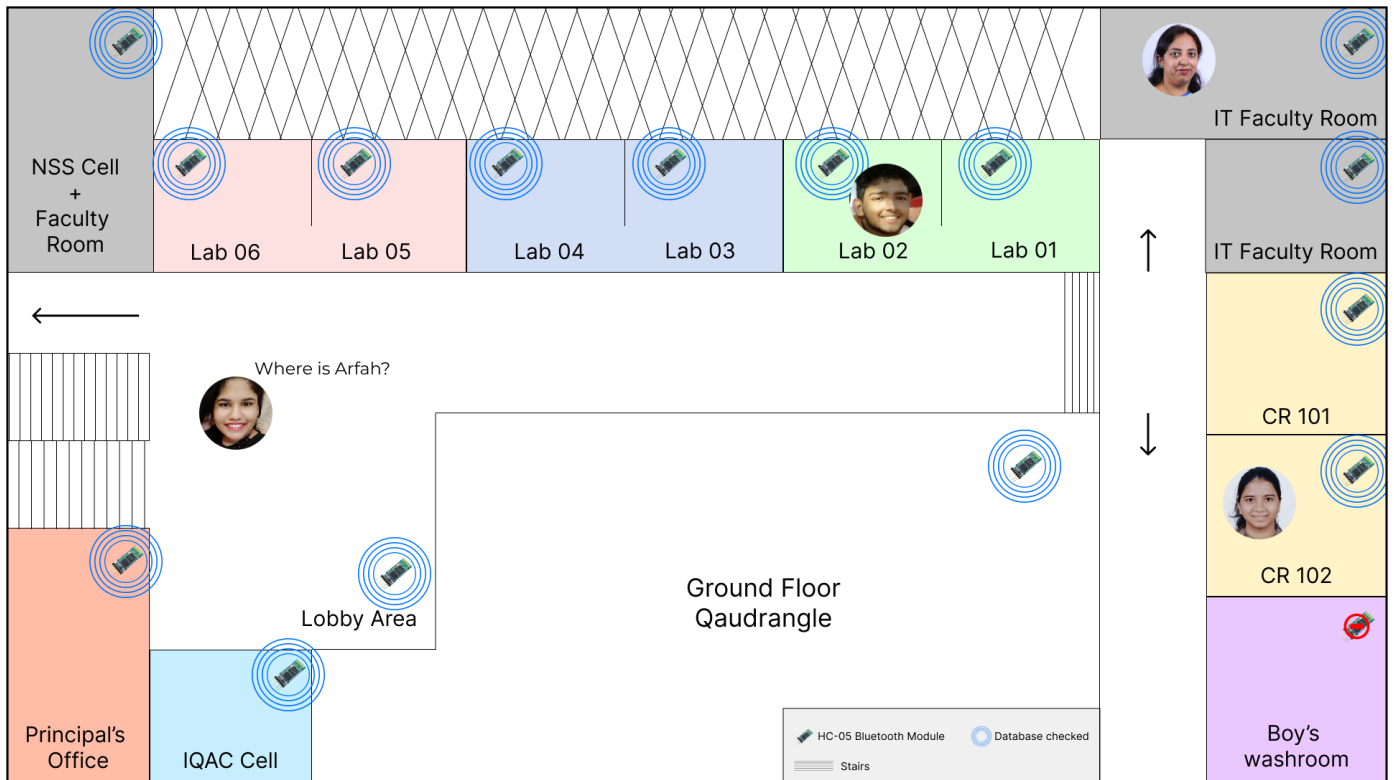 IT Faculty Room
NSS Cell
+
Faculty
Room
Lab 06
Lab 05
Lab 04
Lab 03
Lab 02
Lab 01
IT Faculty Room
Where is Arfah?
CR 101
CR 102
Ground Floor
Qaudrangle
Lobby Area
Principal's
Office
IQAC Cell
HC-05 Bluetooth Module
Database checked
Stairs
Boy's
washroom